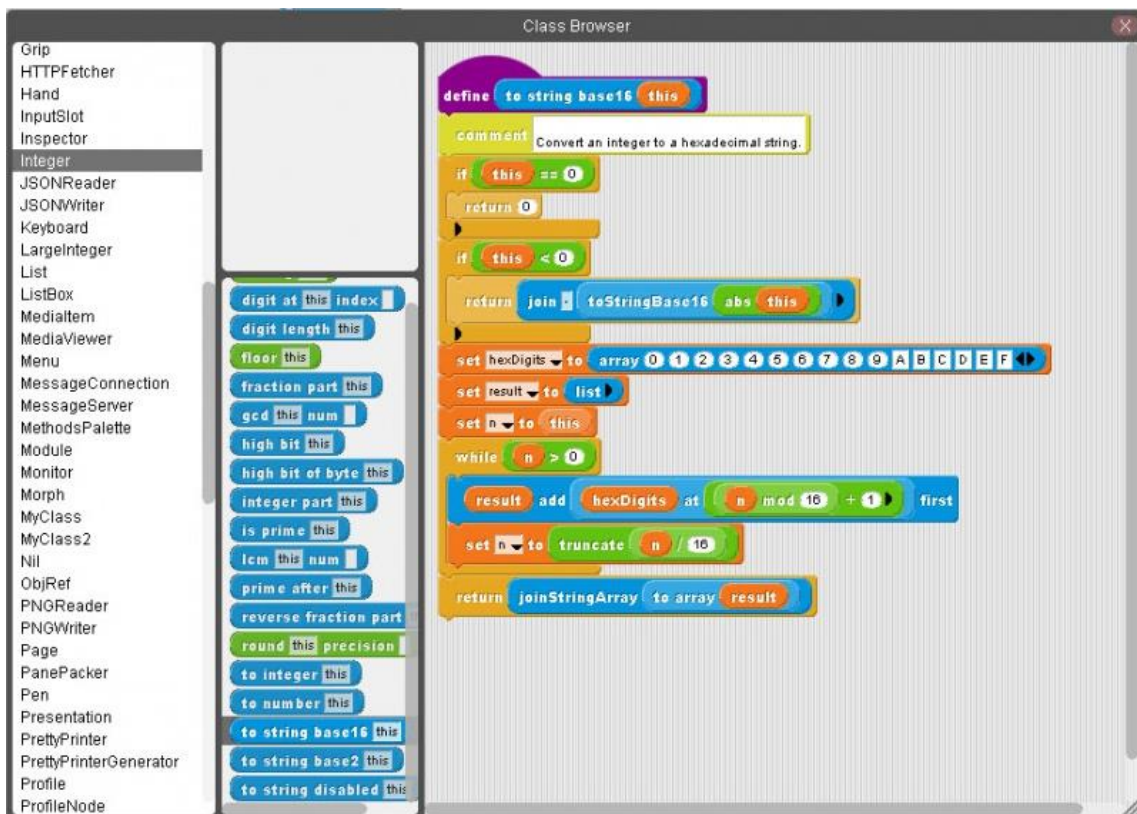 Class Browser
Grip
HTTPFetcher
Hand
InputSlot
Inspector
Integer
JSONReader
JSONWriter
Keyboard
LargeInteger
List
ListBox
MediaItem
MediaViewer
Menu
MessageConnection
MessageServer
MethodsPalette
Module
Monitor
Morph
MyClass
MyClass2
Nil
ObjRef
PNGReader
PNGWriter
Page
PanePacker
Pen
Presentation
PrettyPrinter
PrettyPrinterGenerator
Profile
ProfileNode
digit at this index
digit length this
floor this
fraction part this
gcd this num
high bit this
high bit of byte this
integer part this
is prime this
lcm this num
prime after this
reverse fraction part
round this precision
to integer this
to number this
to string base16 this
to string base2 this
to string disabled this
define to string base16 this
comment Convert an integer to a hexadecimal string.
if this == 0
return 0
if this < 0
return join - toStringBase16 abs this
set hexDigits to array 0 1 2 3 4 5 6 7 8 9 A B C D E F
set result to list
set n to this
while n > 0
result add hexDigits at n mod 16 + 1 first
set n to truncate n / 16
return joinStringArray to array result